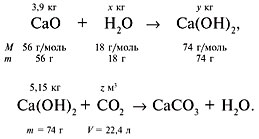 3,9 кг x кг y кг
CaO + H₂O → Ca(OH)₂,
М 56 г/моль 18 г/моль 74 г/моль
m 56 г 18 г 74 г
5,15 кг z м³
Ca(OH)₂ + CO₂ → CaCO₃ + H₂O.
m = 74 г V = 22,4 л